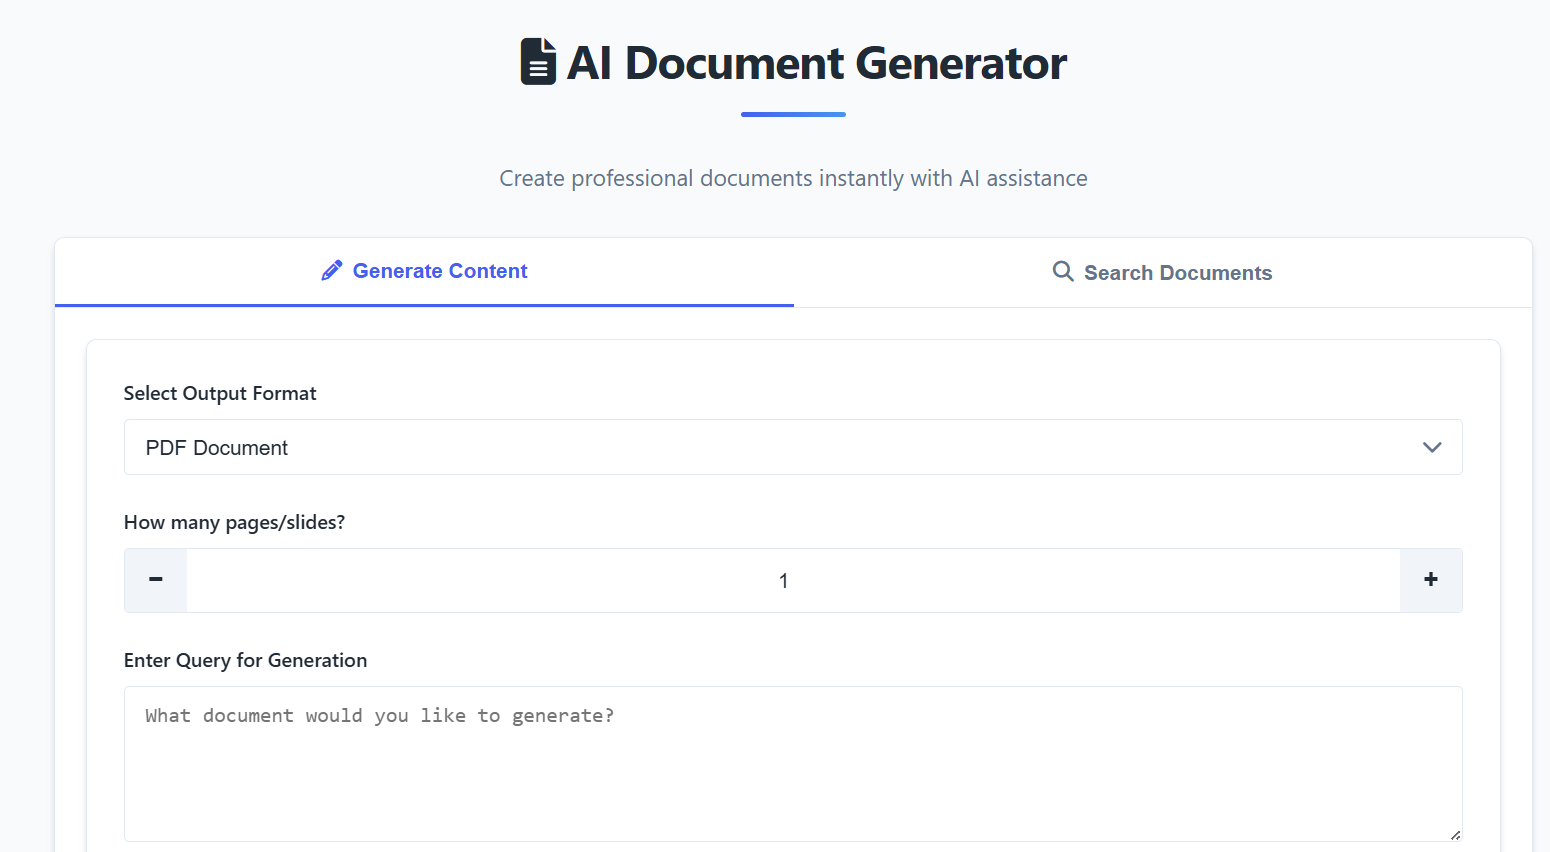 AI Document Generator
Create professional documents instantly with AI assistance
Generate Content
Search Documents
Select Output Format
PDF Document
How many pages/slides?
1
Enter Query for Generation
What document would you like to generate?